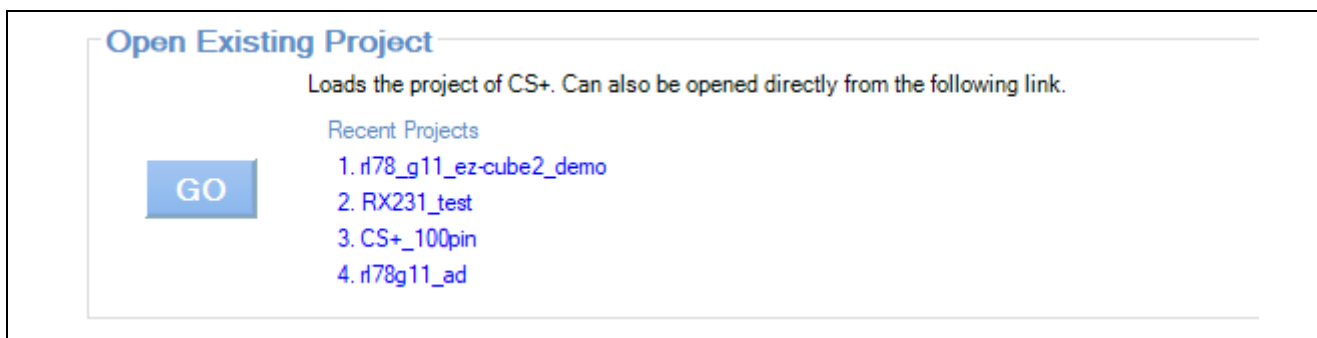 Open Existing Project
Loads the project of CS+. Can also be opened directly from the following link.
Recent Projects
GO
1. rl78_g11_ez-cube2_demo
2. RX231_test
3. CS+_100pin
4. rl78g11_ad